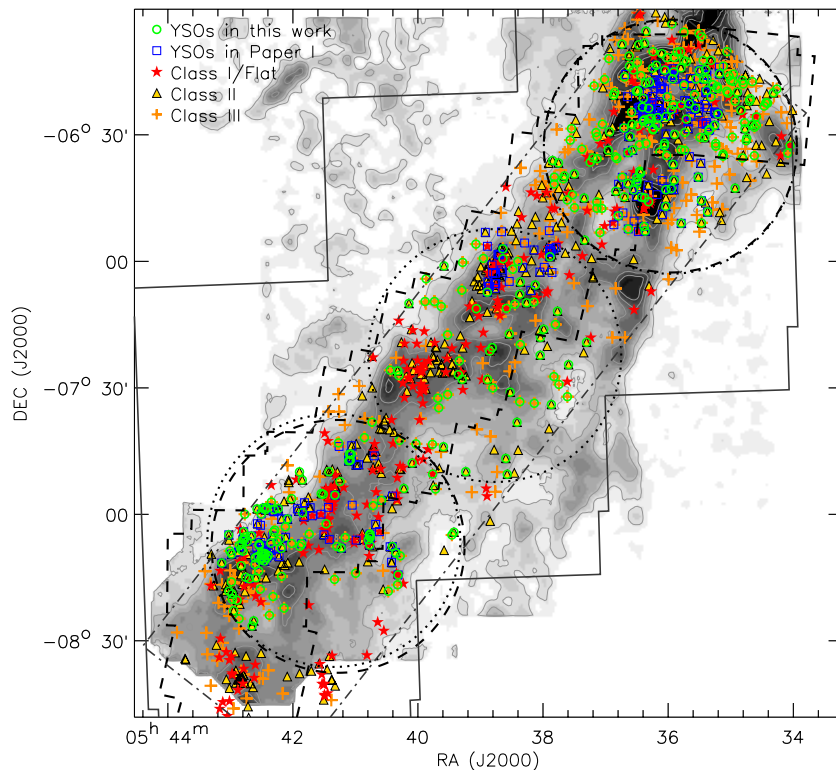 YSOs in this work
YSOs in Paper I
Class I/Flat
Class II
Class III
-06° 30'
00
-07° 30'
00
-08° 30'
DEC (J2000)
05ʰ 44ᵐ 42 40 38 36 34
RA (J2000)